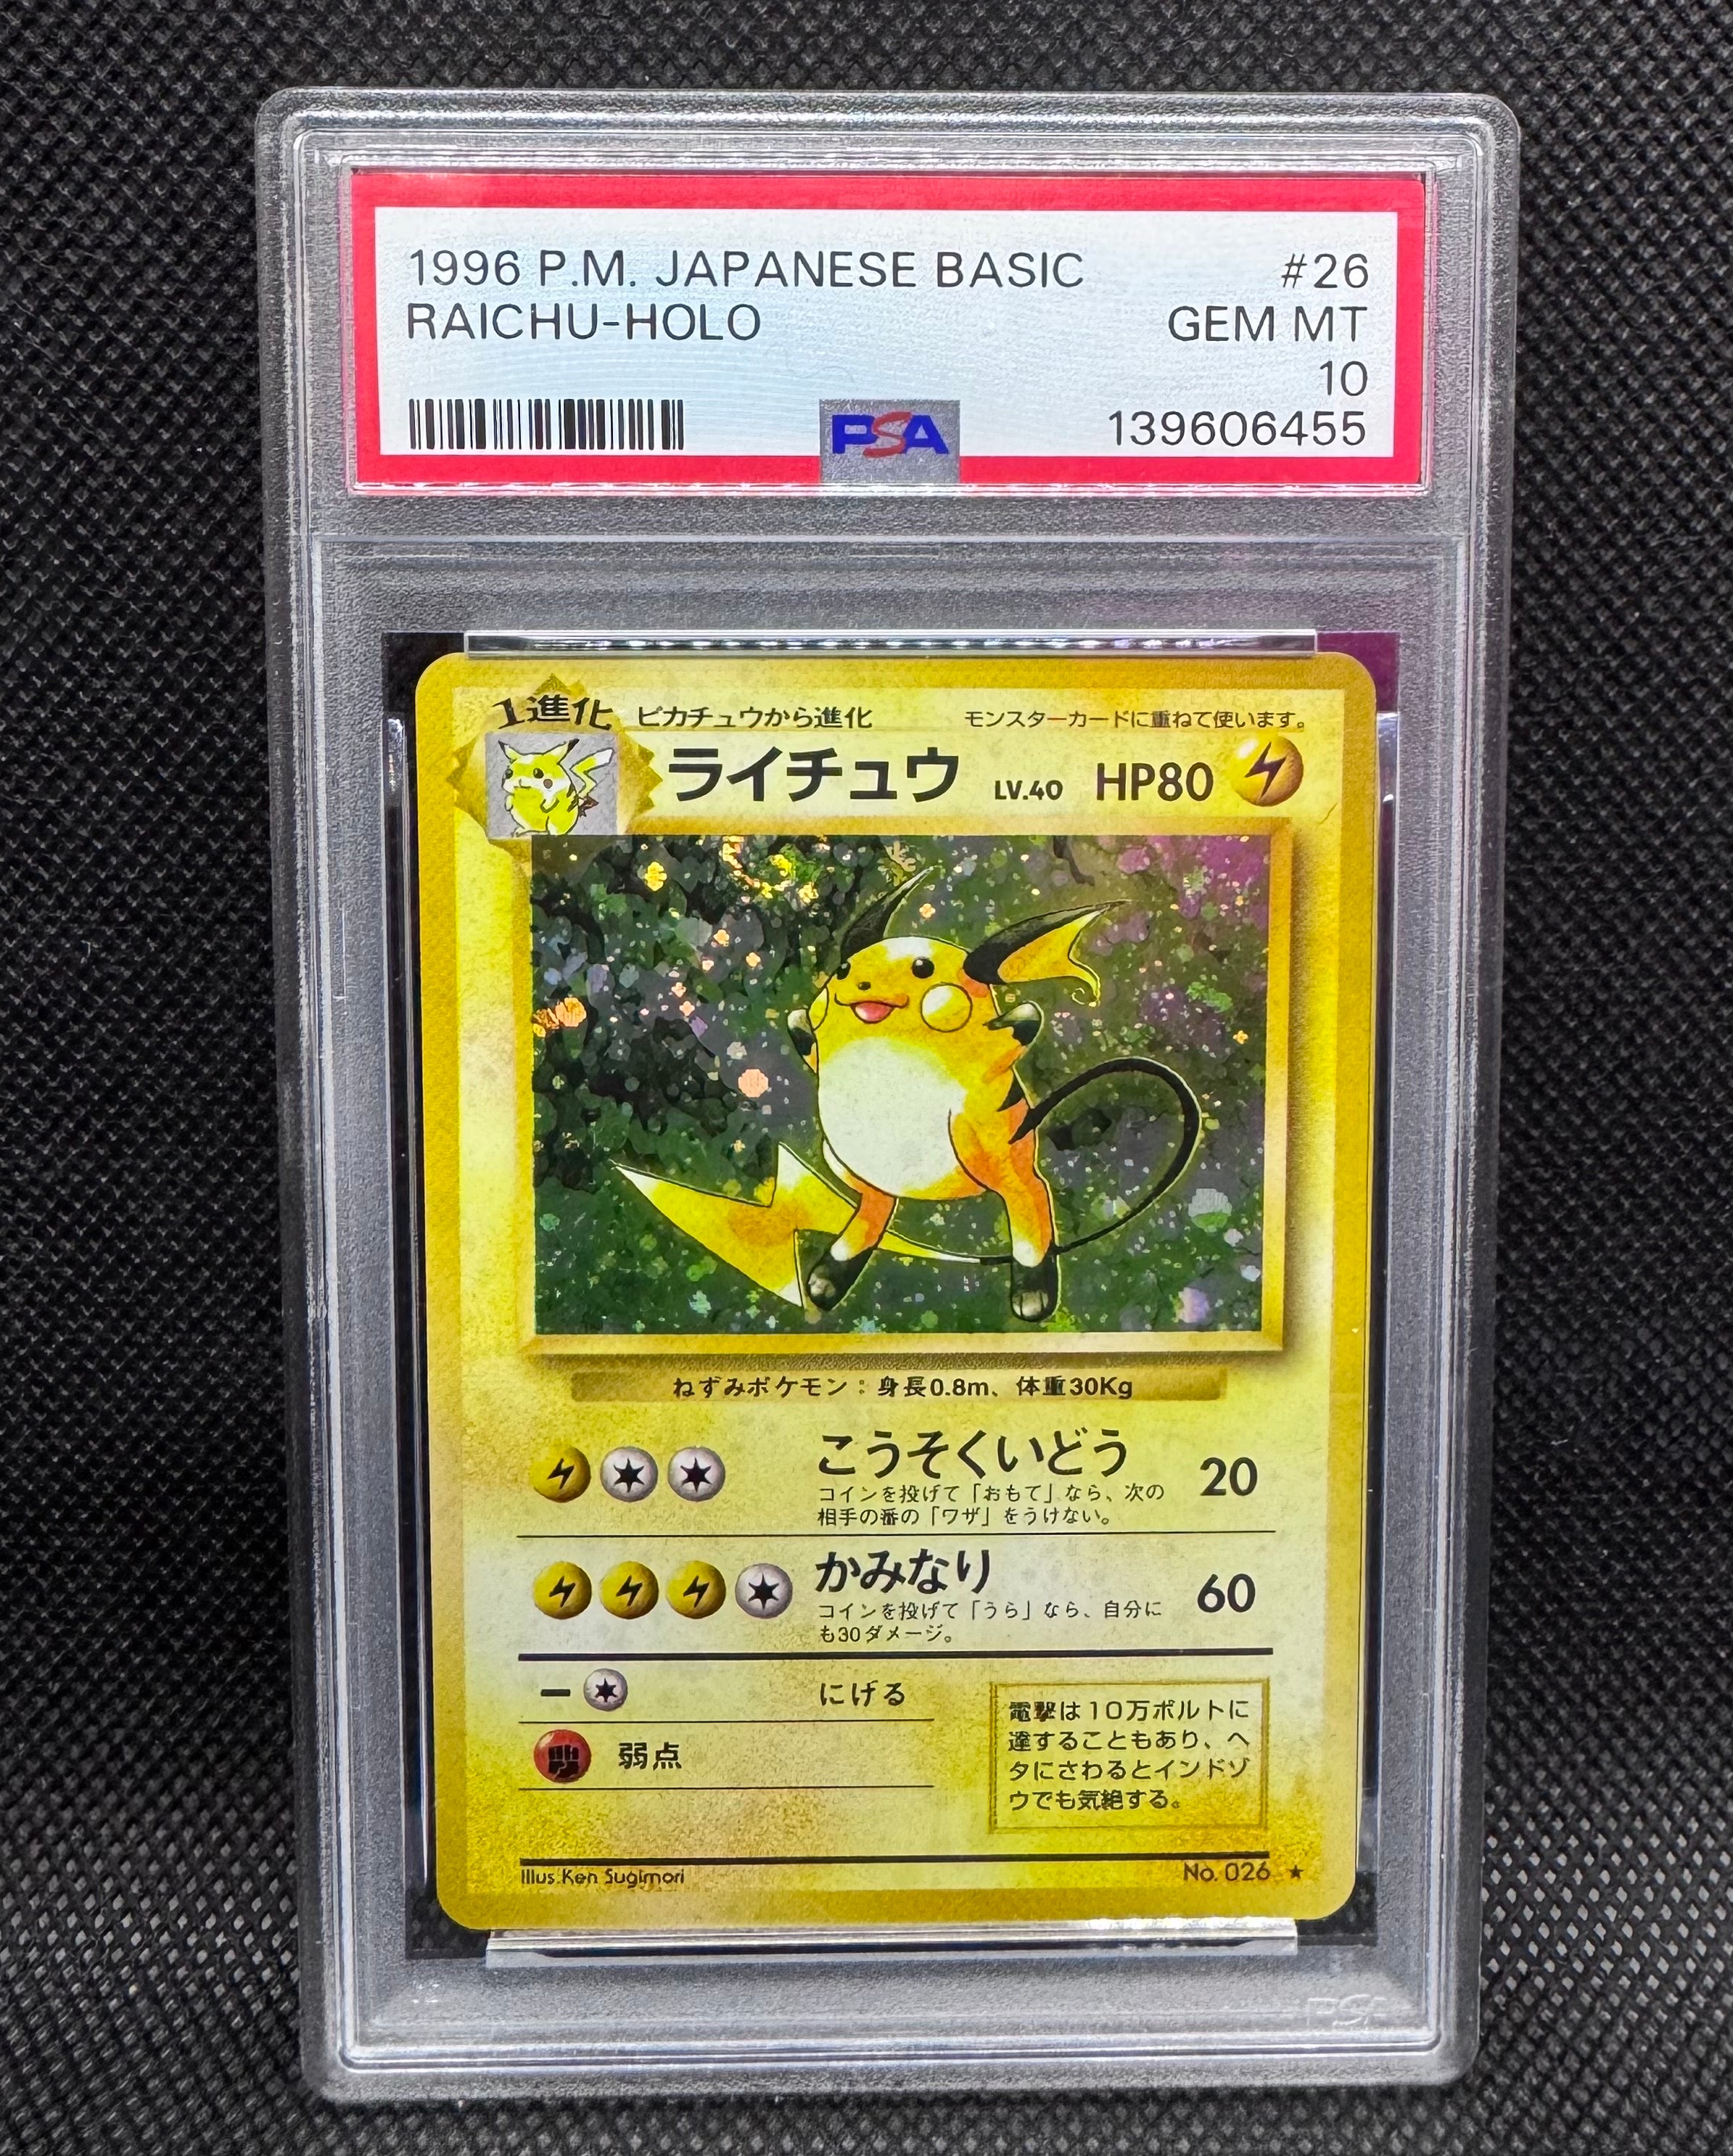 1996 P.M. JAPANESE BASIC #26
RAICHU-HOLO GEM MT
10
PSA 139606455
1進化 ピカチュウから進化 モンスターカードに重ねて使います。
ライチュウ LV.40 HP80
ねずみポケモン：身長0.8m、体重30Kg
こうそくいどう 20
コインを投げて「おもて」なら、次の
相手の番の「ワザ」をうけない。
かみなり 60
コインを投げて「うら」なら、自分に
も30ダメージ。
ー にげる
弱点
電撃は10万ボルトに
達することもあり、ヘ
タにさわるとインドゾ
ウでも気絶する。
Illus.Ken Sugimori No. 026 ★
PSA